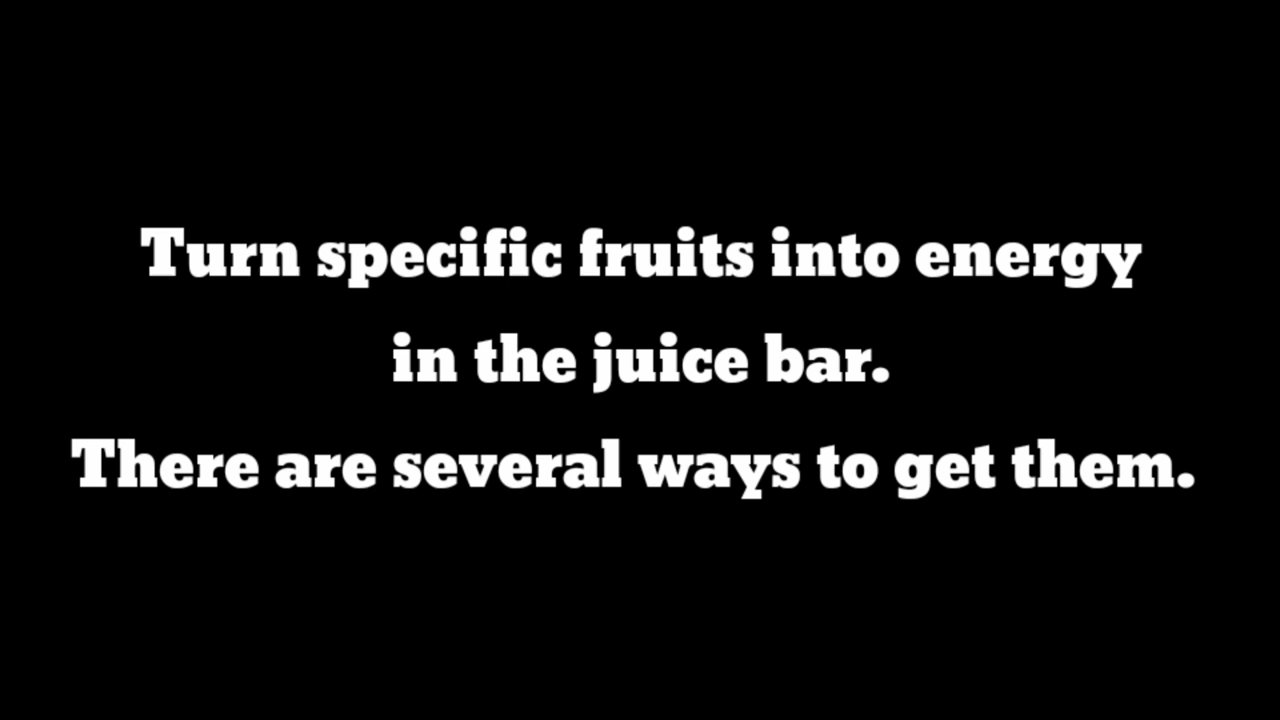 Turn specific fruits into energy
in the juice bar.
There are several ways to get them.